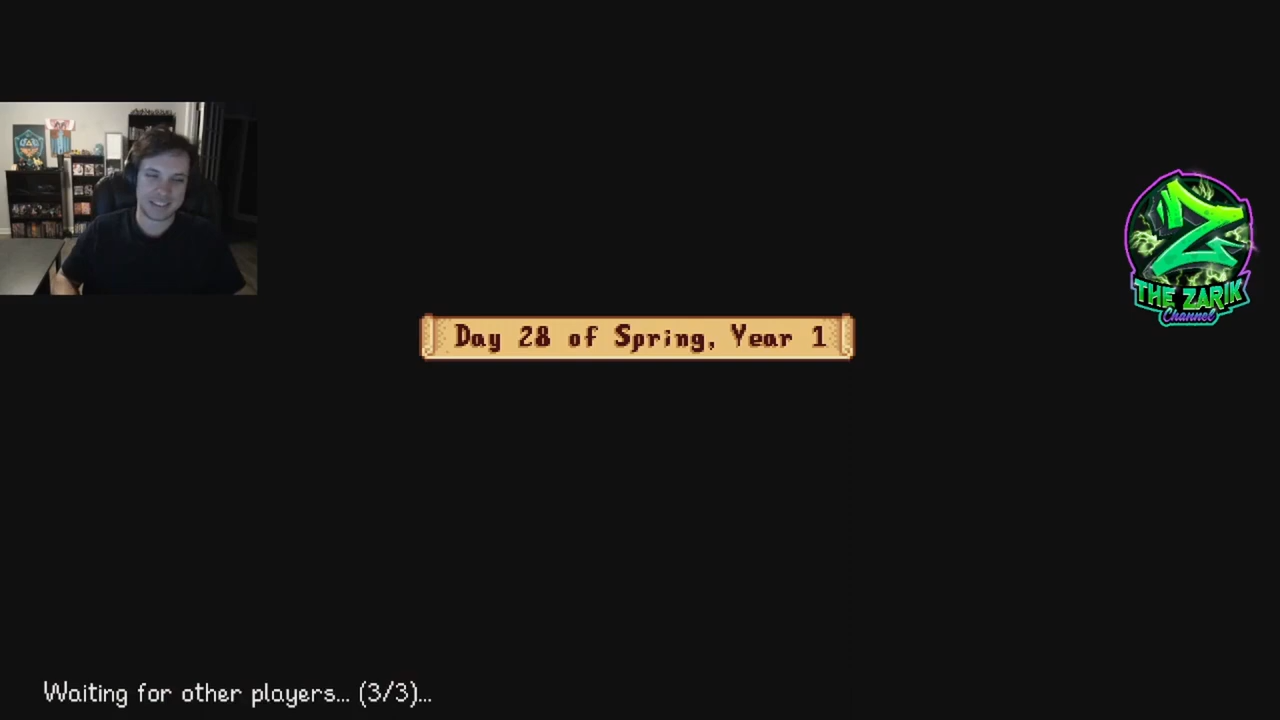 THE ZARIK
Channel
Day 28 of Spring, Year 1
Waiting for other players... (3/3)...